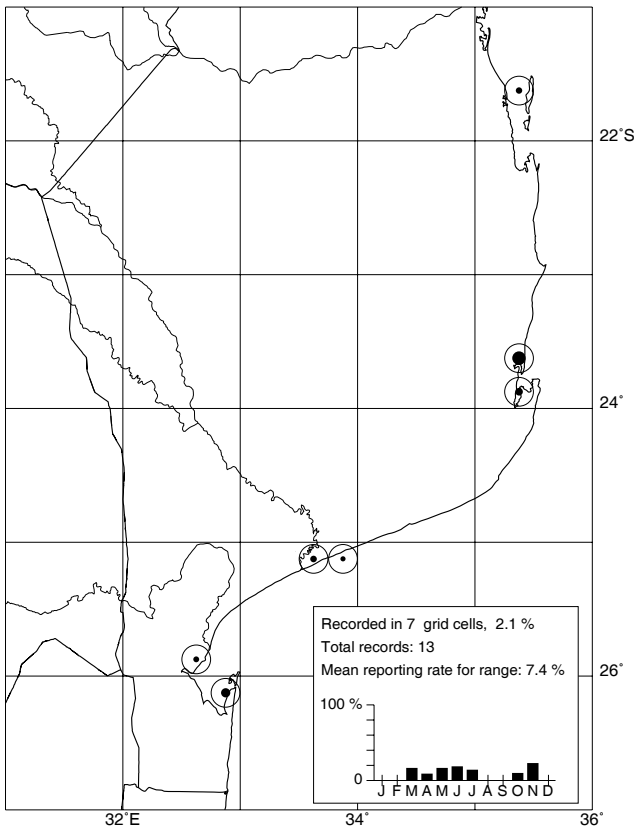 22°S
24°
Recorded in 7 grid cells, 2.1 %
Total records: 13
Mean reporting rate for range: 7.4 %
26°
100 %
0
J F M A M J J A S O N D
32°E
34°
36°